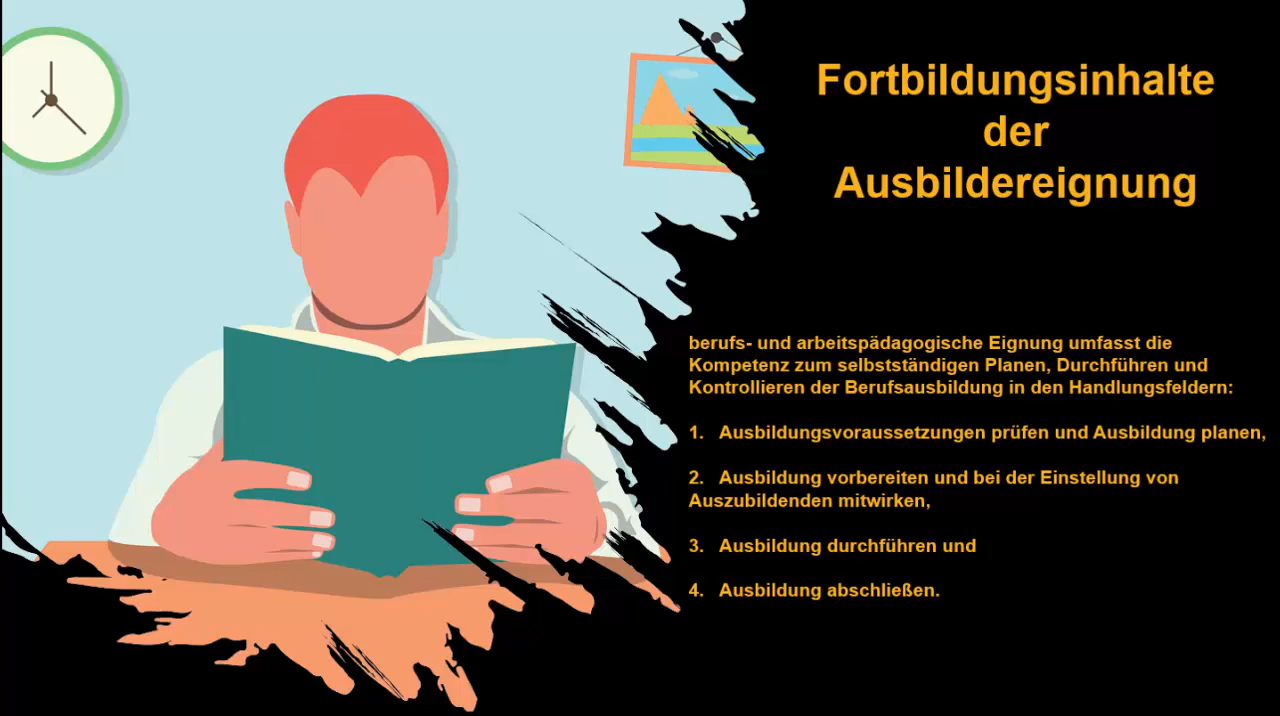 Fortbildungsinhalte
der
Ausbildereignung
berufs- und arbeitspädagogische Eignung umfasst die
Kompetenz zum selbstständigen Planen, Durchführen und
Kontrollieren der Berufsausbildung in den Handlungsfeldern:
1. Ausbildungsvoraussetzungen prüfen und Ausbildung planen,
2. Ausbildung vorbereiten und bei der Einstellung von
Auszubildenden mitwirken,
3. Ausbildung durchführen und
4. Ausbildung abschließen.